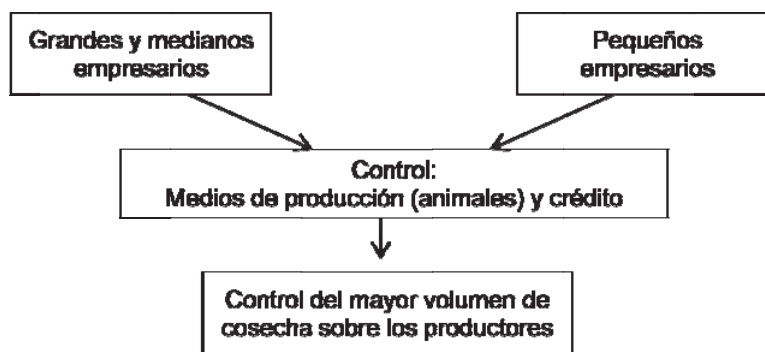 Grandes y medianos
empresarios
Pequeños
empresarios
Control:
Medios de producción (animales) y crédito
Control del mayor volumen de
cosecha sobre los productores